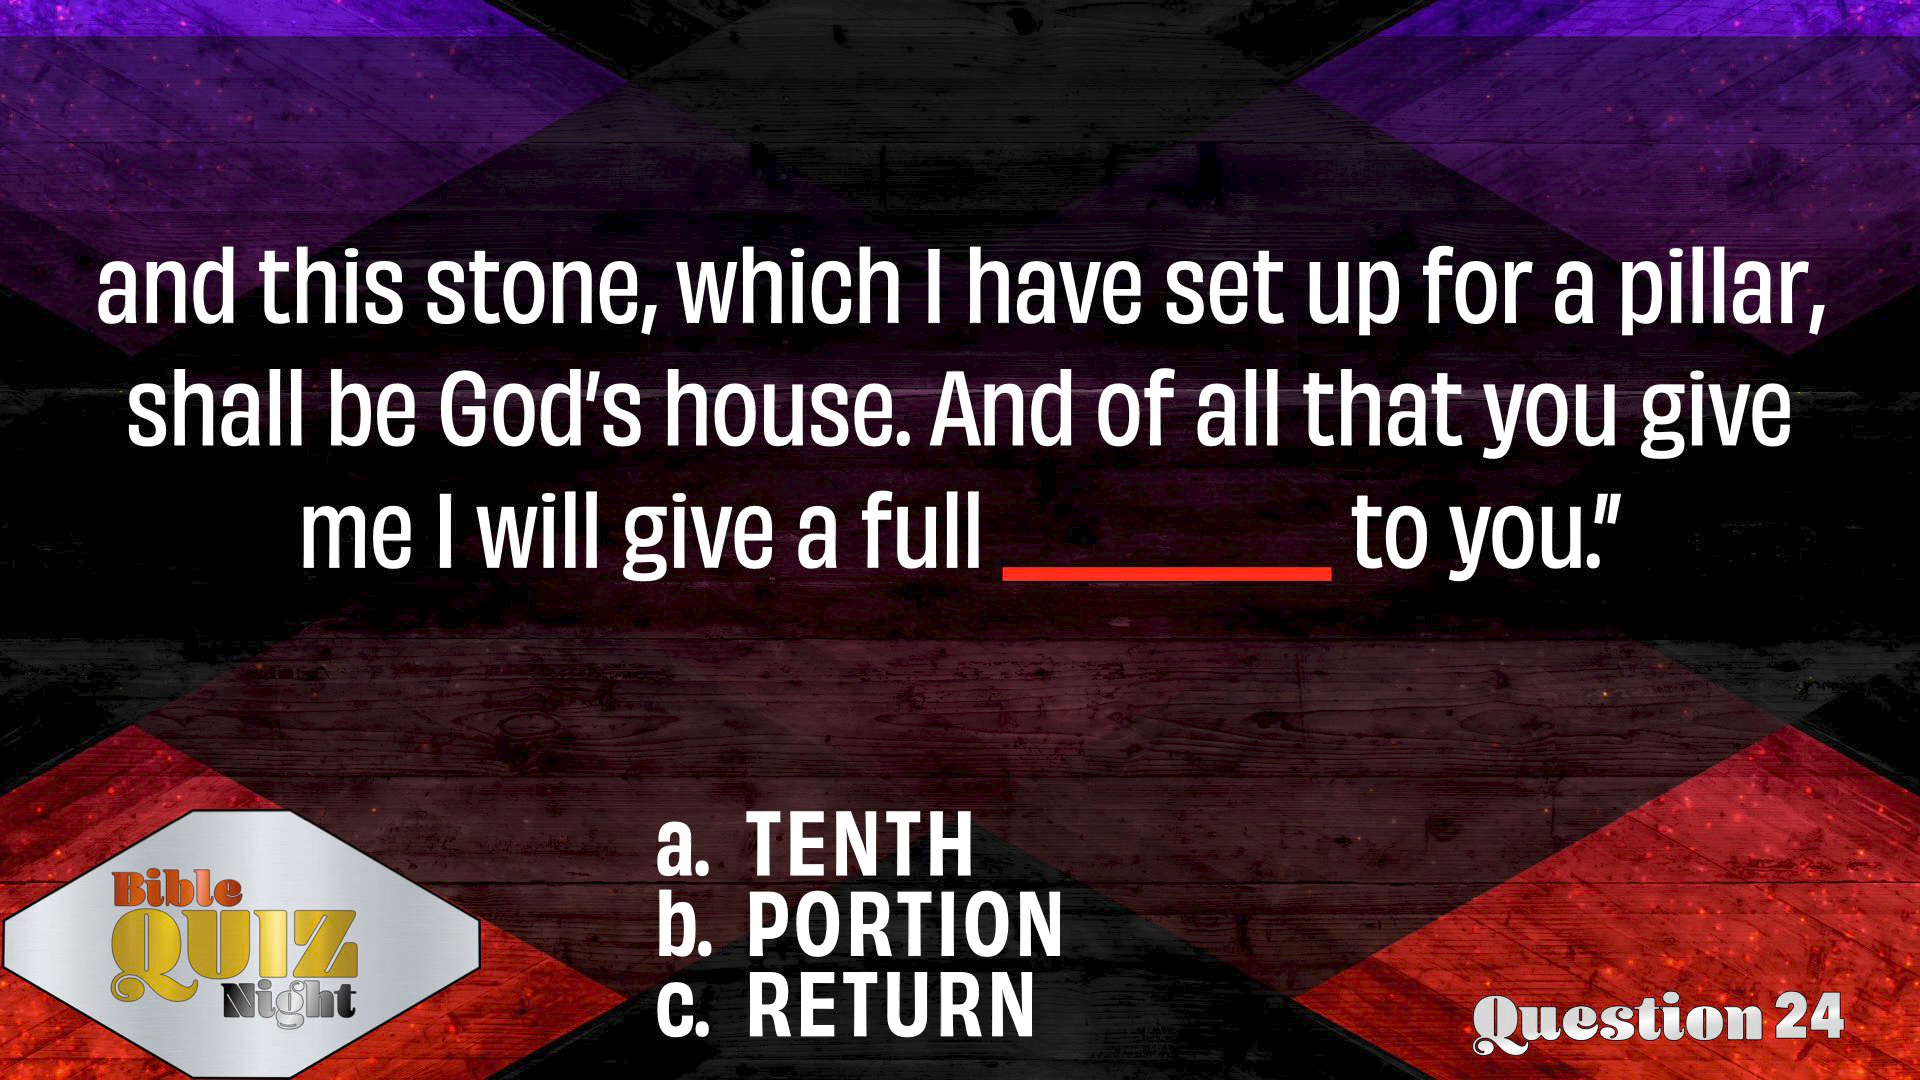 and this stone, which I have set up for a pillar,
shall be God's house. And of all that you give
me I will give a full ________ to you."
a. TENTH
b. PORTION
c. RETURN
Bible
QUIZ
Night
Question 24